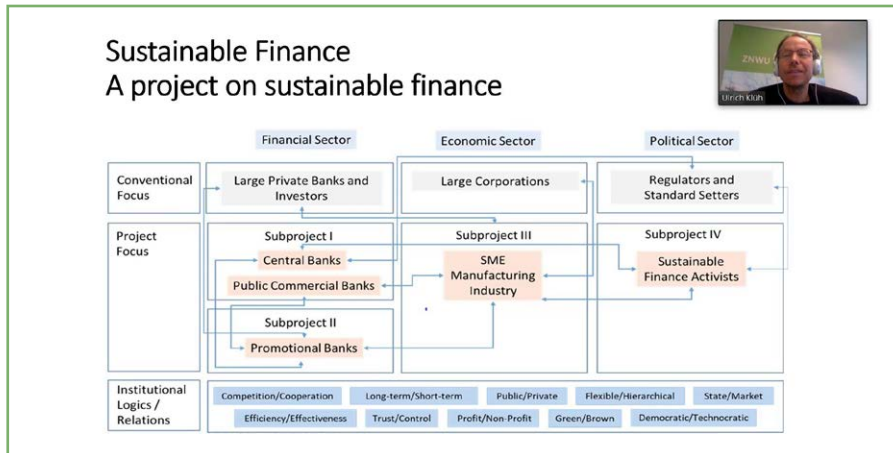 Sustainable Finance
A project on sustainable finance
ZNWU
Ulrich Klüh
Financial Sector
Economic Sector
Political Sector
Conventional
Focus
Large Private Banks and
Investors
Large Corporations
Regulators and
Standard Setters
Project
Focus
Subproject I
Central Banks
Public Commercial Banks
Subproject II
Promotional Banks
Subproject III
SME
Manufacturing
Industry
Subproject IV
Sustainable
Finance Activists
Institutional
Logics /
Relations
Competition/Cooperation
Long-term/Short-term
Public/Private
Flexible/Hierarchical
State/Market
Efficiency/Effectiveness
Trust/Control
Profit/Non-Profit
Green/Brown
Democratic/Technocratic